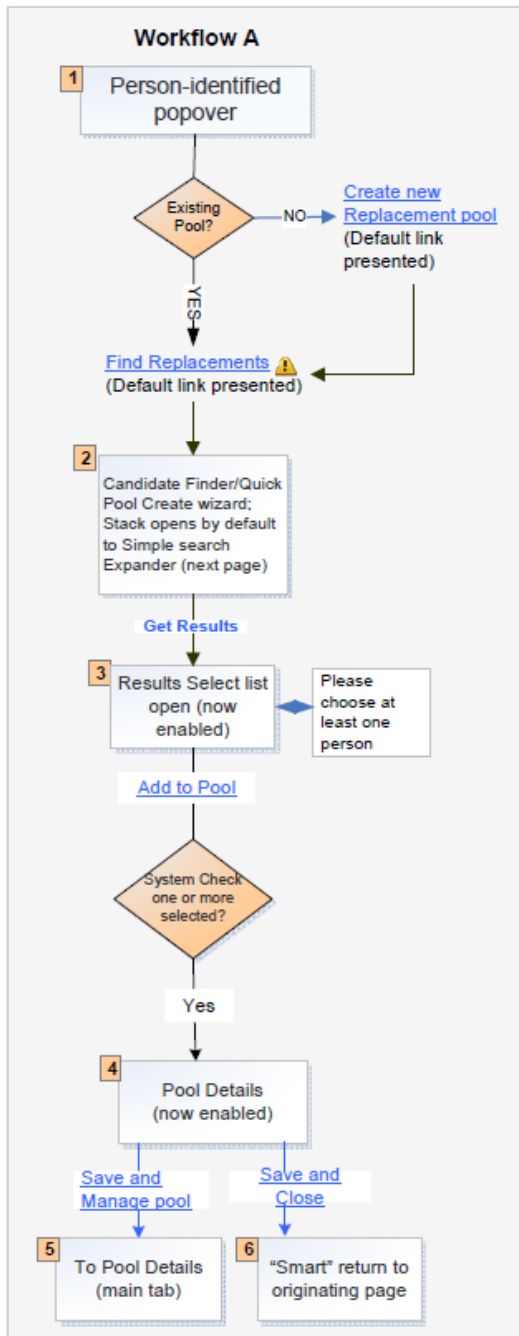 Workflow A
1
Person-identified
popover
Existing
Pool?
NO
Create new
Replacement pool
(Default link
presented)
YES
Find Replacements
(Default link presented)
2
Candidate Finder/Quick
Pool Create wizard;
Stack opens by default
to Simple search
Expander (next page)
Get Results
3
Results Select list
open (now
enabled)
Please
choose at
least one
person
Add to Pool
System Check
one or more
selected?
Yes
4
Pool Details
(now enabled)
Save and
Manage pool
Save and
Close
5
To Pool Details
(main tab)
6
“Smart” return to
originating page